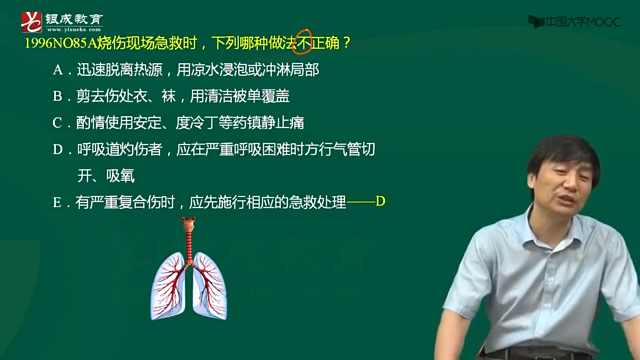 银成教育
www.yixueks.com
中国大学MOOC
1996NO85A烧伤现场急救时，下列哪种做法不正确？
A．迅速脱离热源，用凉水浸泡或冲淋局部
B．剪去伤处衣、袜，用清洁被单覆盖
C．酌情使用安定、度冷丁等药镇静止痛
D．呼吸道灼伤者，应在严重呼吸困难时方行气管切
开、吸氧
E．有严重复合伤时，应先施行相应的急救处理——D